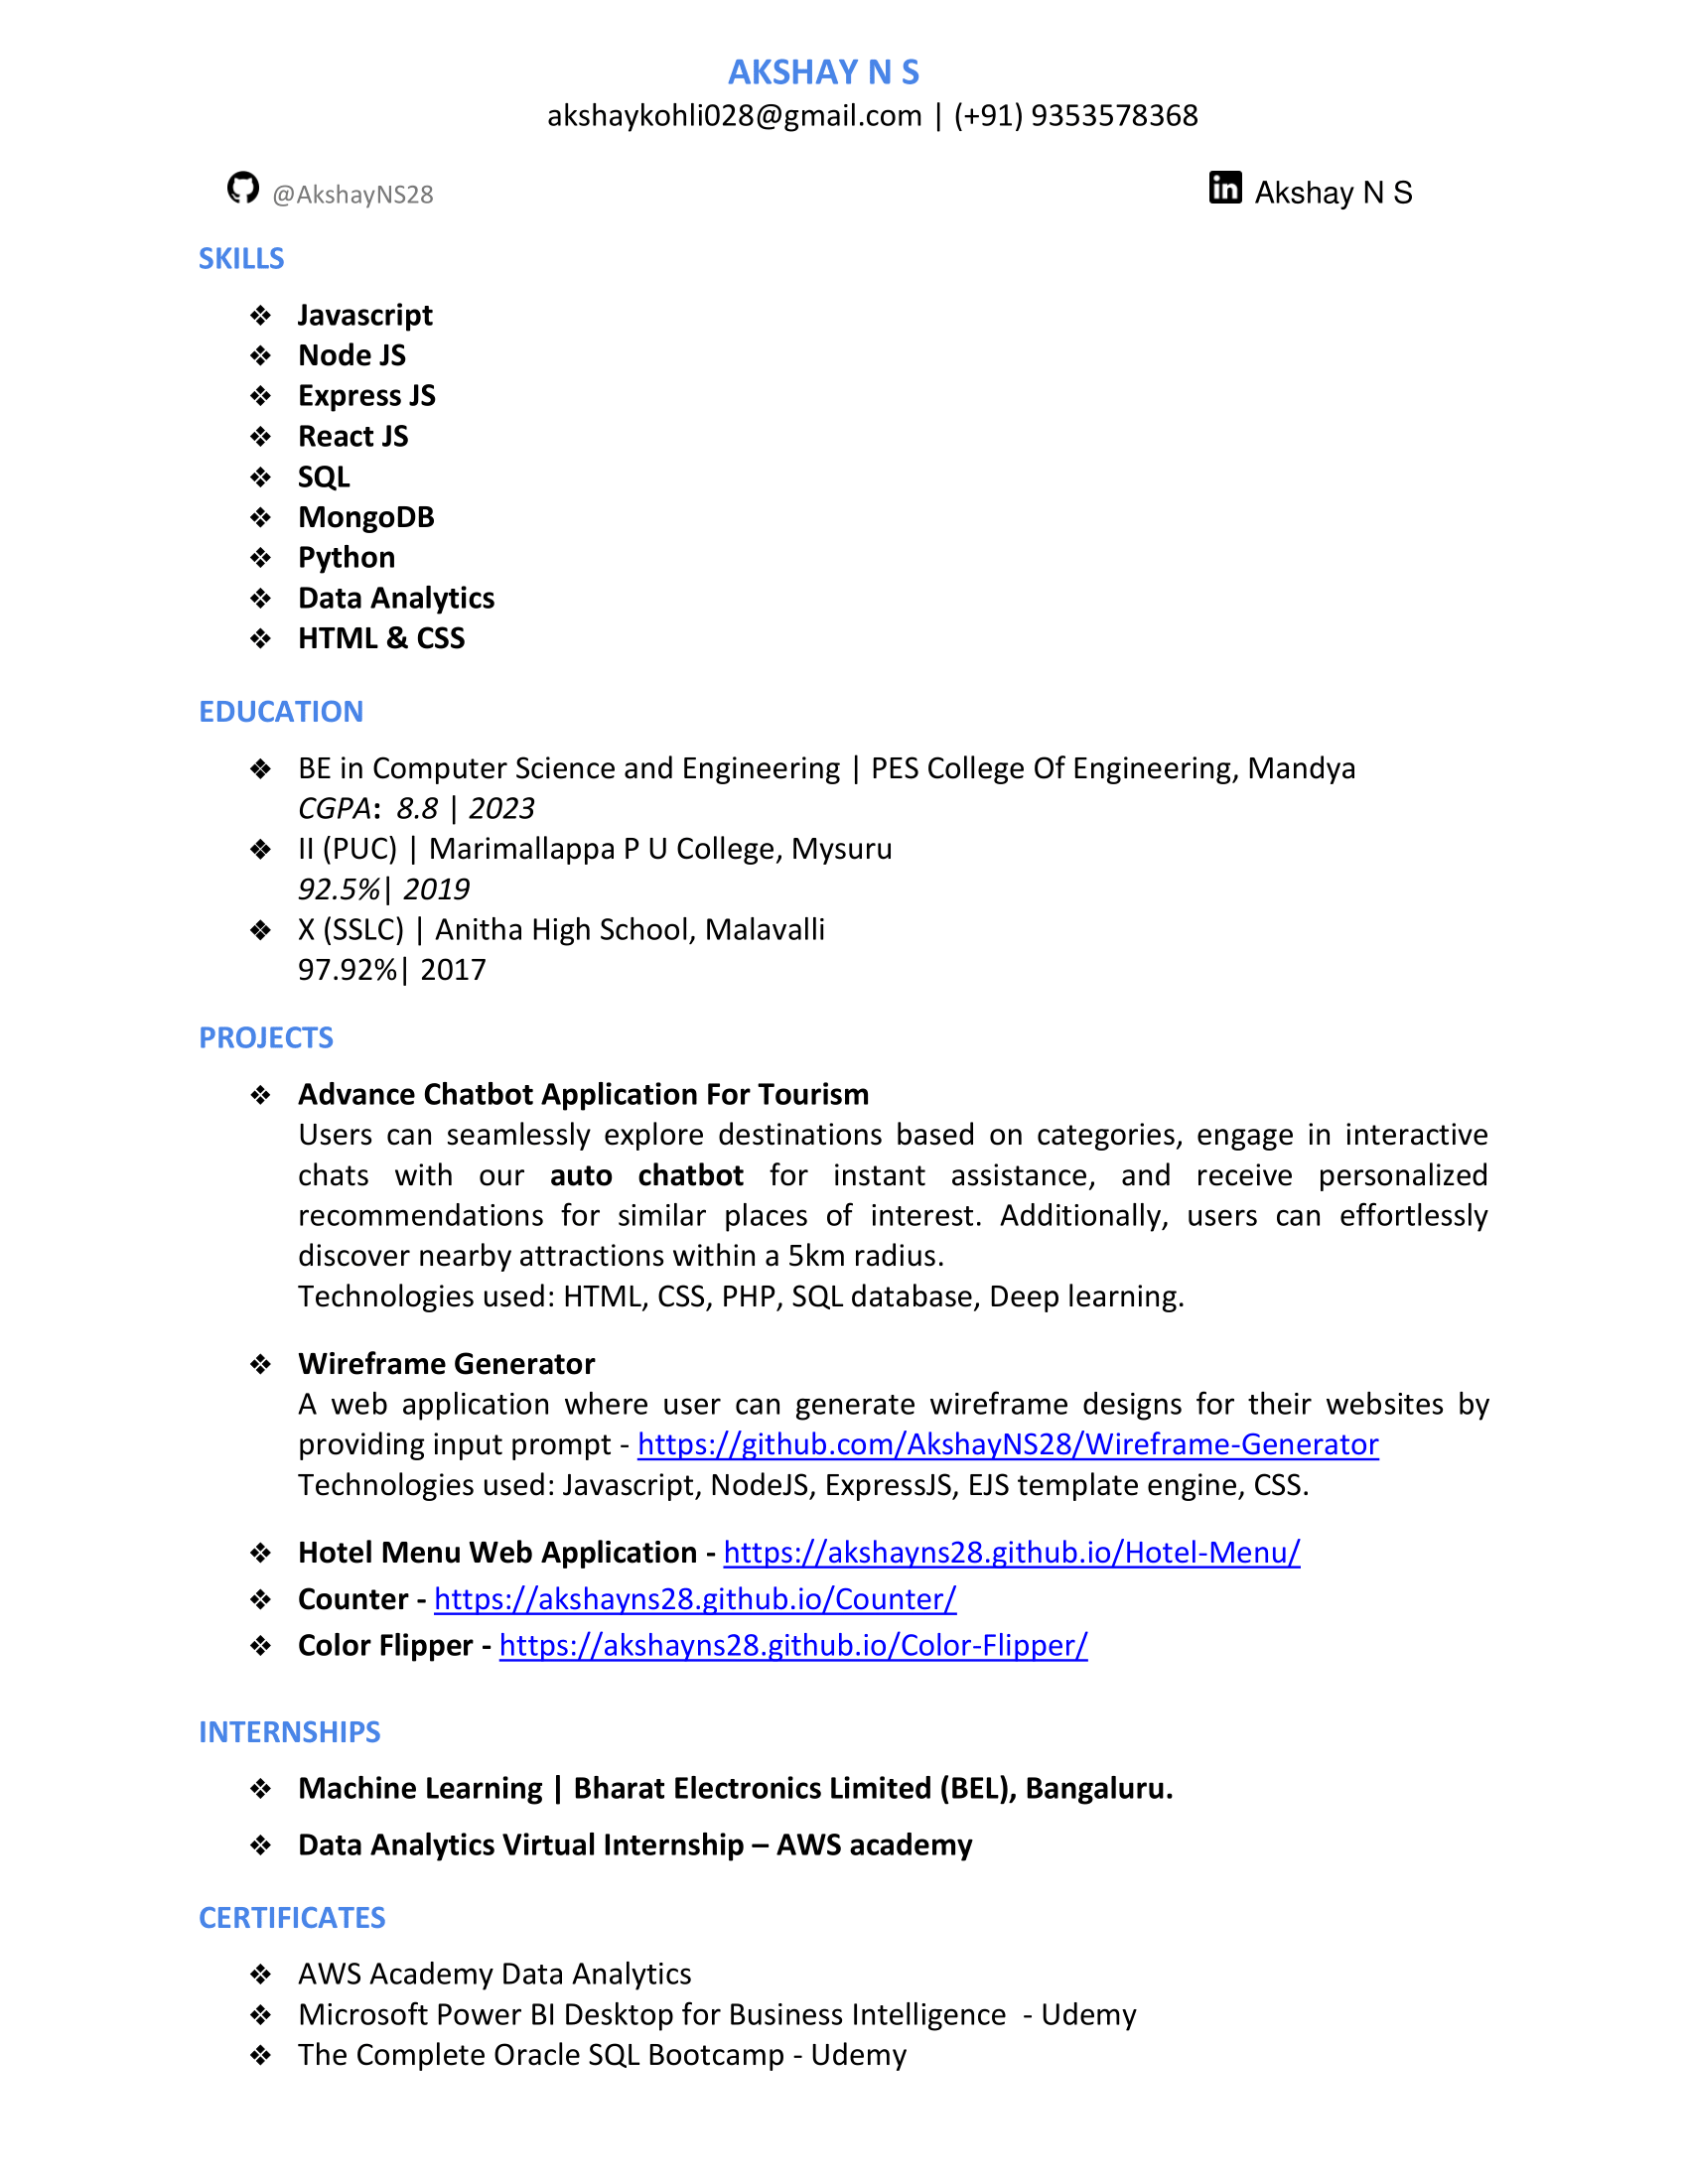 AKSHAY N S
akshaykohli028@gmail.com | (+91) 9353578368
@AkshayNS28
in Akshay N S
SKILLS
❖ Javascript
❖ Node JS
❖ Express JS
❖ React JS
❖ SQL
❖ MongoDB
❖ Python
❖ Data Analytics
❖ HTML & CSS
EDUCATION
❖ BE in Computer Science and Engineering | PES College Of Engineering, Mandya
CGPA: 8.8 | 2023
❖ II (PUC) | Marimallappa P U College, Mysuru
92.5%| 2019
❖ X (SSLC) | Anitha High School, Malavalli
97.92%| 2017
PROJECTS
❖ Advance Chatbot Application For Tourism
Users can seamlessly explore destinations based on categories, engage in interactive
chats with our auto chatbot for instant assistance, and receive personalized
recommendations for similar places of interest. Additionally, users can effortlessly
discover nearby attractions within a 5km radius.
Technologies used: HTML, CSS, PHP, SQL database, Deep learning.
❖ Wireframe Generator
A web application where user can generate wireframe designs for their websites by
providing input prompt - https://github.com/AkshayNS28/Wireframe-Generator
Technologies used: Javascript, NodeJS, ExpressJS, EJS template engine, CSS.
❖ Hotel Menu Web Application - https://akshayns28.github.io/Hotel-Menu/
❖ Counter - https://akshayns28.github.io/Counter/
❖ Color Flipper - https://akshayns28.github.io/Color-Flipper/
INTERNSHIPS
❖ Machine Learning | Bharat Electronics Limited (BEL), Bangaluru.
❖ Data Analytics Virtual Internship – AWS academy
CERTIFICATES
❖ AWS Academy Data Analytics
❖ Microsoft Power BI Desktop for Business Intelligence - Udemy
❖ The Complete Oracle SQL Bootcamp - Udemy